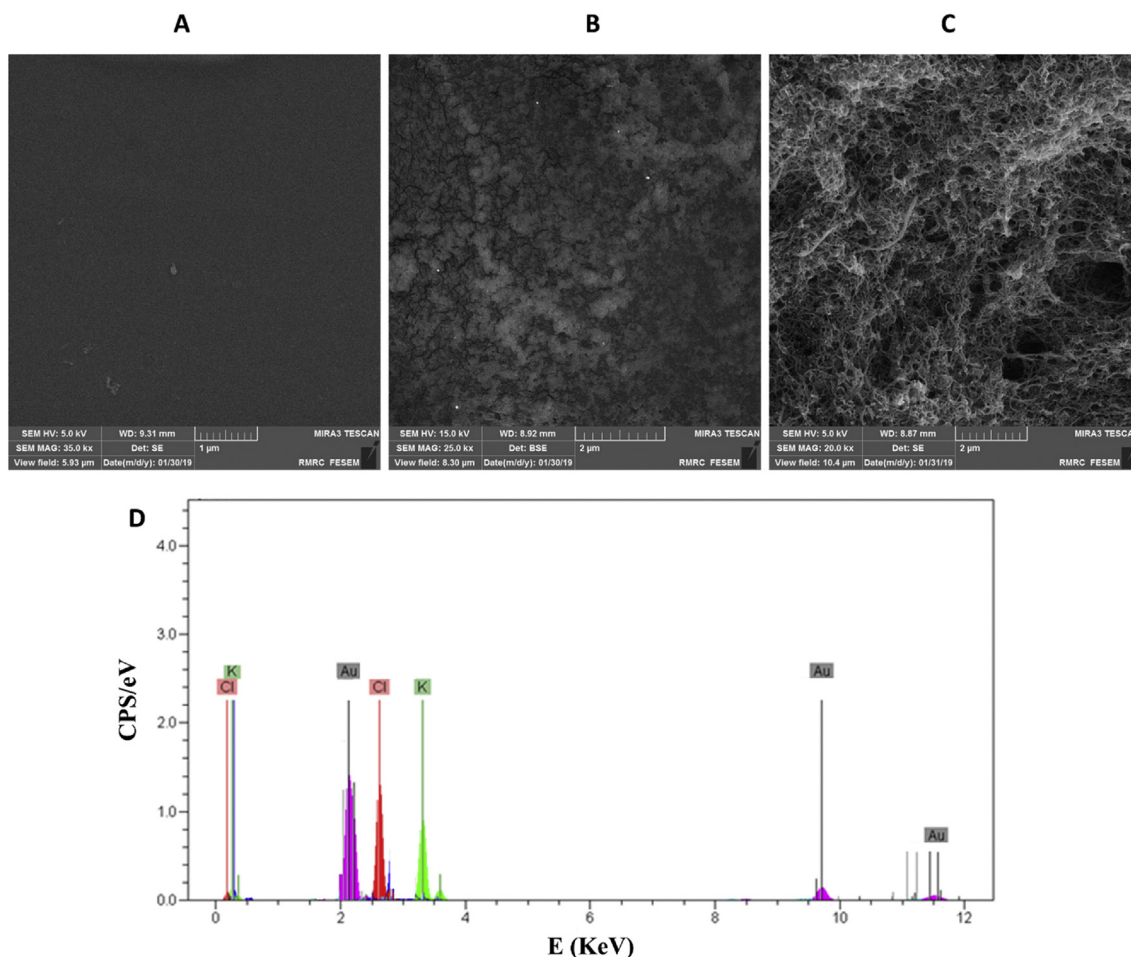 A
B
C
SEM HV: 5.0 kV WD: 9.31 mm MIRA3 TESCAN
SEM MAG: 35.0 kx Det: SE 1 µm
View field: 5.93 µm Date(m/d/y): 01/30/19 RMRC FESEM
SEM HV: 15.0 kV WD: 8.92 mm MIRA3 TESCAN
SEM MAG: 25.0 kx Det: BSE 2 µm
View field: 8.30 µm Date(m/d/y): 01/30/19 RMRC FESEM
SEM HV: 5.0 kV WD: 8.87 mm MIRA3 TESCAN
SEM MAG: 20.0 kx Det: SE 2 µm
View field: 10.4 µm Date(m/d/y): 01/31/19 RMRC FESEM
D
CPS/eV
4.0
3.0
2.0
1.0
0.0
K
Cl
Au
Cl
K
Au
Au
0 2 4 6 8 10 12
E (KeV)